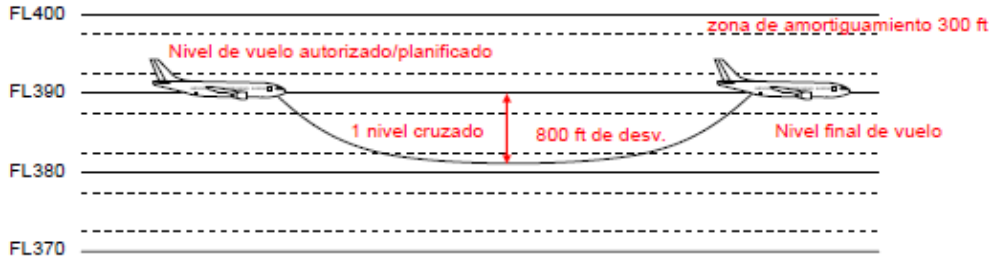 FL400
zona de amortiguamiento 300 ft
Nivel de vuelo autorizado/planificado
FL390
1 nivel cruzado
800 ft de desv.
Nivel final de vuelo
FL380
FL370